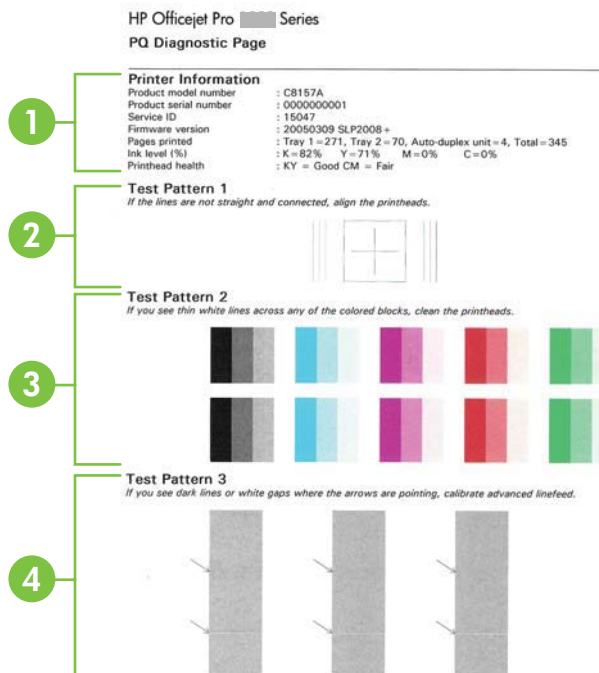 HP Officejet Pro Series
PQ Diagnostic Page
1
Printer Information
Product model number : C8157A
Product serial number : 0000000001
Service ID : 15047
Firmware version : 20050309 SLP2008+
Pages printed : Tray 1=271, Tray 2=70, Auto-duplex unit=4, Total=345
Ink level (%) : K=82% Y=71% M=0% C=0%
Printhead health : KY = Good CM = Fair
2
Test Pattern 1
If the lines are not straight and connected, align the printheads.
3
Test Pattern 2
If you see thin white lines across any of the colored blocks, clean the printheads.
4
Test Pattern 3
If you see dark lines or white gaps where the arrows are pointing, calibrate advanced linefeed.